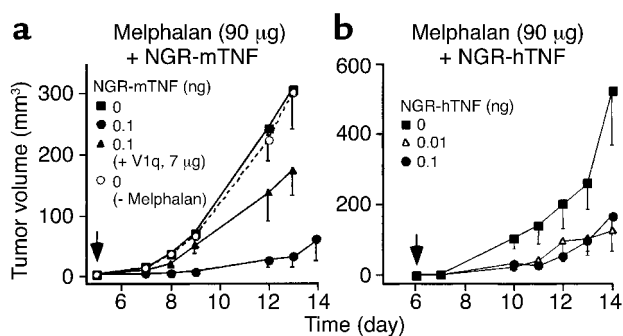 a
Melphalan (90 μg)
+ NGR-mTNF
NGR-mTNF (ng)
0
0.1
0.1
(+ V1q, 7 μg)
0
(- Melphalan)
Tumor volume (mm³)
300
200
100
0
6
8
10
12
14
b
Melphalan (90 μg)
+ NGR-hTNF
NGR-hTNF (ng)
0
0.01
0.1
600
400
200
0
4
6
8
10
12
14
Time (day)